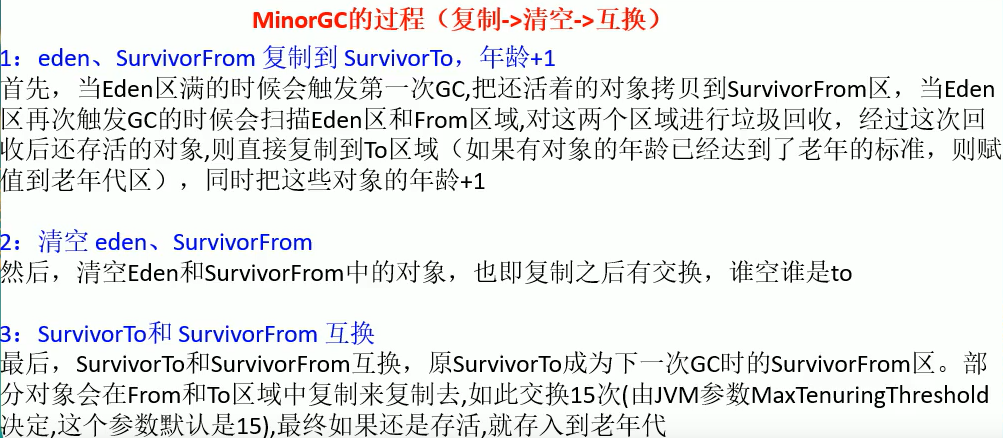 MinorGC的过程（复制->清空->互换）
1：eden、SurvivorFrom 复制到 SurvivorTo，年龄+1
首先，当Eden区满的时候会触发第一次GC,把还活着的对象拷贝到SurvivorFrom区，当Eden
区再次触发GC的时候会扫描Eden区和From区域,对这两个区域进行垃圾回收，经过这次回
收后还存活的对象,则直接复制到To区域（如果有对象的年龄已经达到了老年的标准，则赋
值到老年代区），同时把这些对象的年龄+1
2：清空 eden、SurvivorFrom
然后，清空Eden和SurvivorFrom中的对象，也即复制之后有交换，谁空谁是to
3：SurvivorTo和 SurvivorFrom 互换
最后，SurvivorTo和SurvivorFrom互换，原SurvivorTo成为下一次GC时的SurvivorFrom区。部
分对象会在From和To区域中复制来复制去,如此交换15次(由JVM参数MaxTenuringThreshold
决定,这个参数默认是15),最终如果还是存活,就存入到老年代